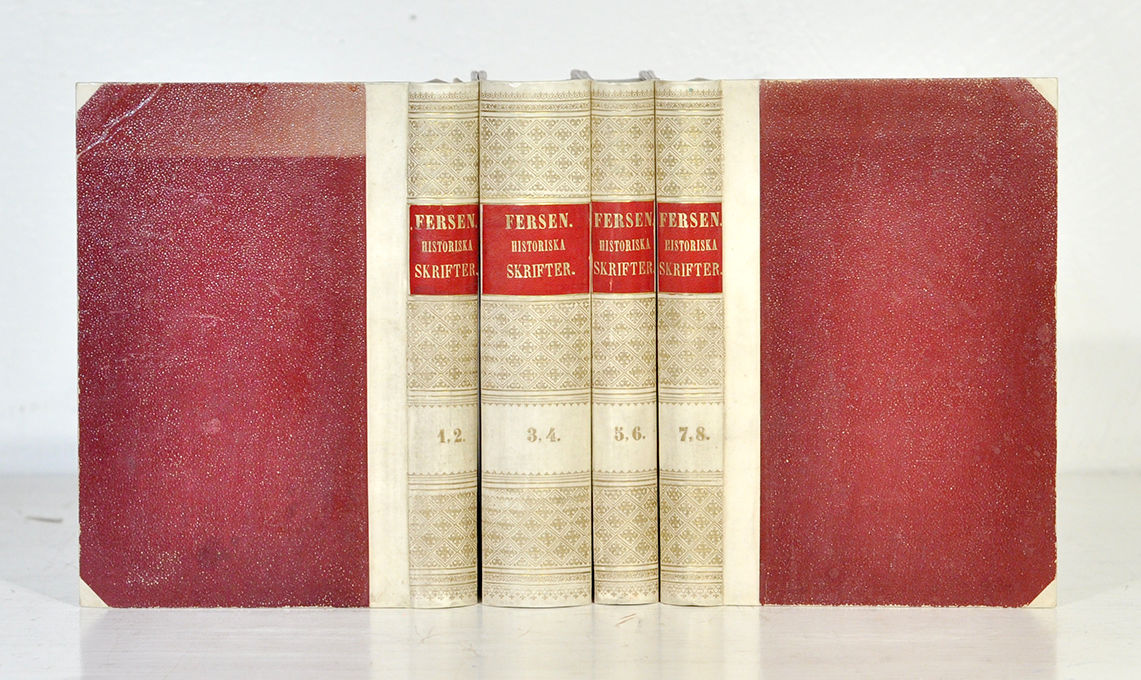 FERSEN.
HISTORISKA
SKRIFTER.
1,2.
FERSEN.
HISTORISKA
SKRIFTER.
3,4.
FERSEN.
HISTORISKA
SKRIFTER.
5,6.
FERSEN.
HISTORISKA
SKRIFTER.
7,8.